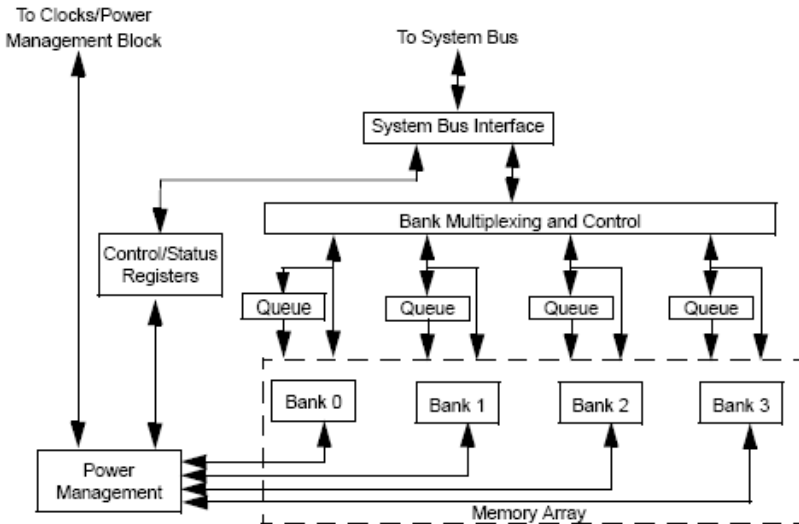 To Clocks/Power
Management Block
To System Bus
System Bus Interface
Bank Multiplexing and Control
Control/Status
Registers
Queue
Queue
Queue
Queue
Bank 0
Bank 1
Bank 2
Bank 3
Power
Management
Memory Array